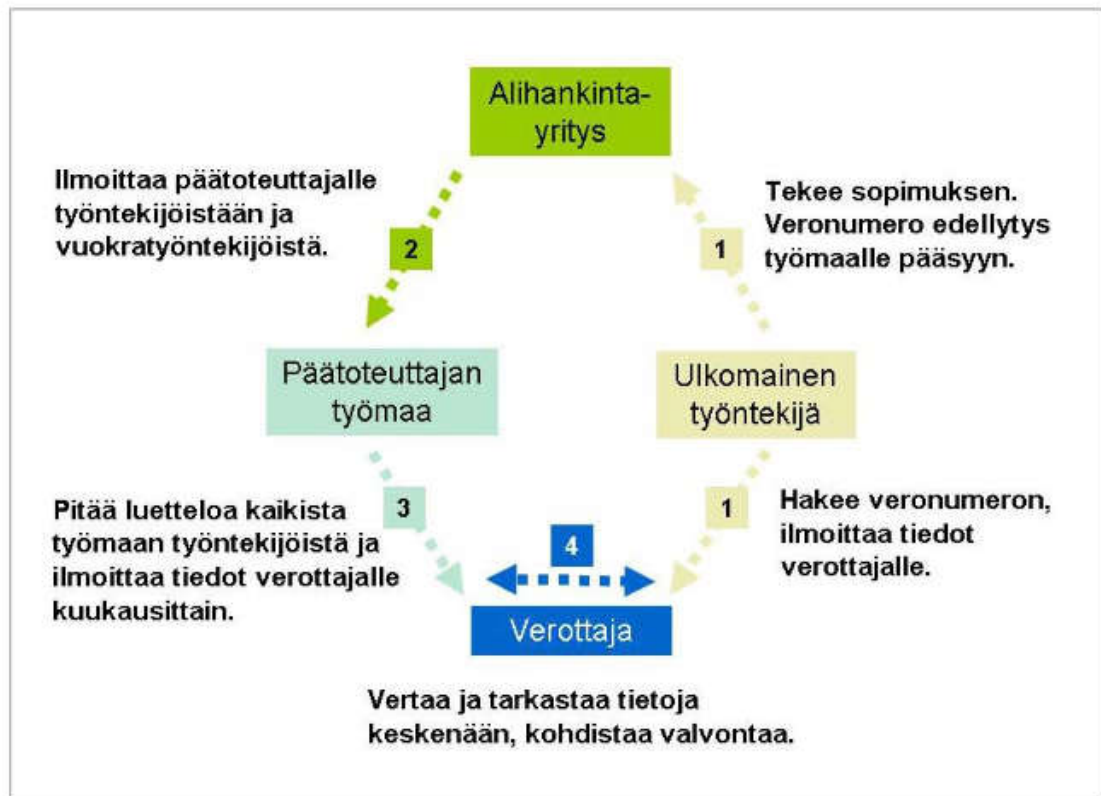 Alihankinta-
yritys
Ilmoittaa päätoteuttajalle
työntekijöistään ja
vuokratyöntekijöistä.
2
1
Tekee sopimuksen.
Veronumero edellytys
työmaalle pääsyyn.
Päätoteuttajan
työmaa
Ulkomainen
työntekijä
Pitää luetteloa kaikista
työmaan työntekijöistä ja
ilmoittaa tiedot verottajalle
kuukausittain.
3
4
1
Hakee veronumeron,
ilmoittaa tiedot
verottajalle.
Verottaja
Vertaa ja tarkastaa tietoja
keskenään, kohdistaa valvontaa.